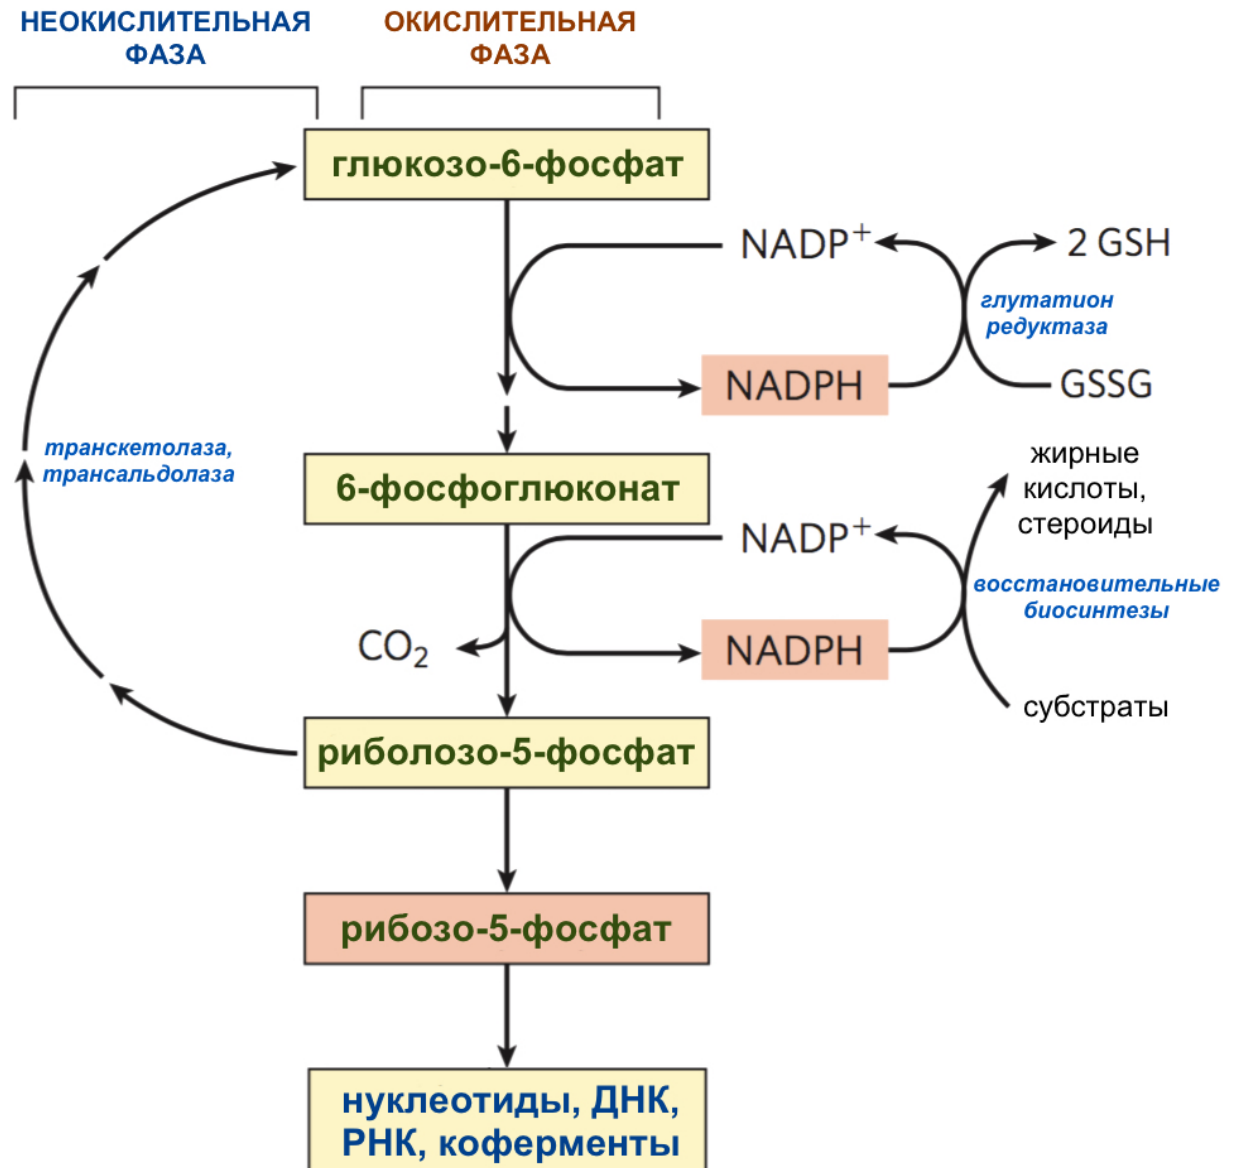 НЕОКИСЛИТЕЛЬНАЯ
ФАЗА
ОКИСЛИТЕЛЬНАЯ
ФАЗА
глюкозо-6-фосфат
NADP⁺
2 GSH
глутатион
редуктаза
NADPH
GSSG
транскетолаза,
трансальдолаза
жирные
кислоты,
стероиды
6-фосфоглюконат
NADP⁺
восстановительные
биосинтезы
CO₂
NADPH
субстраты
риболозо-5-фосфат
рибозо-5-фосфат
нуклеотиды, ДНК,
РНК, коферменты